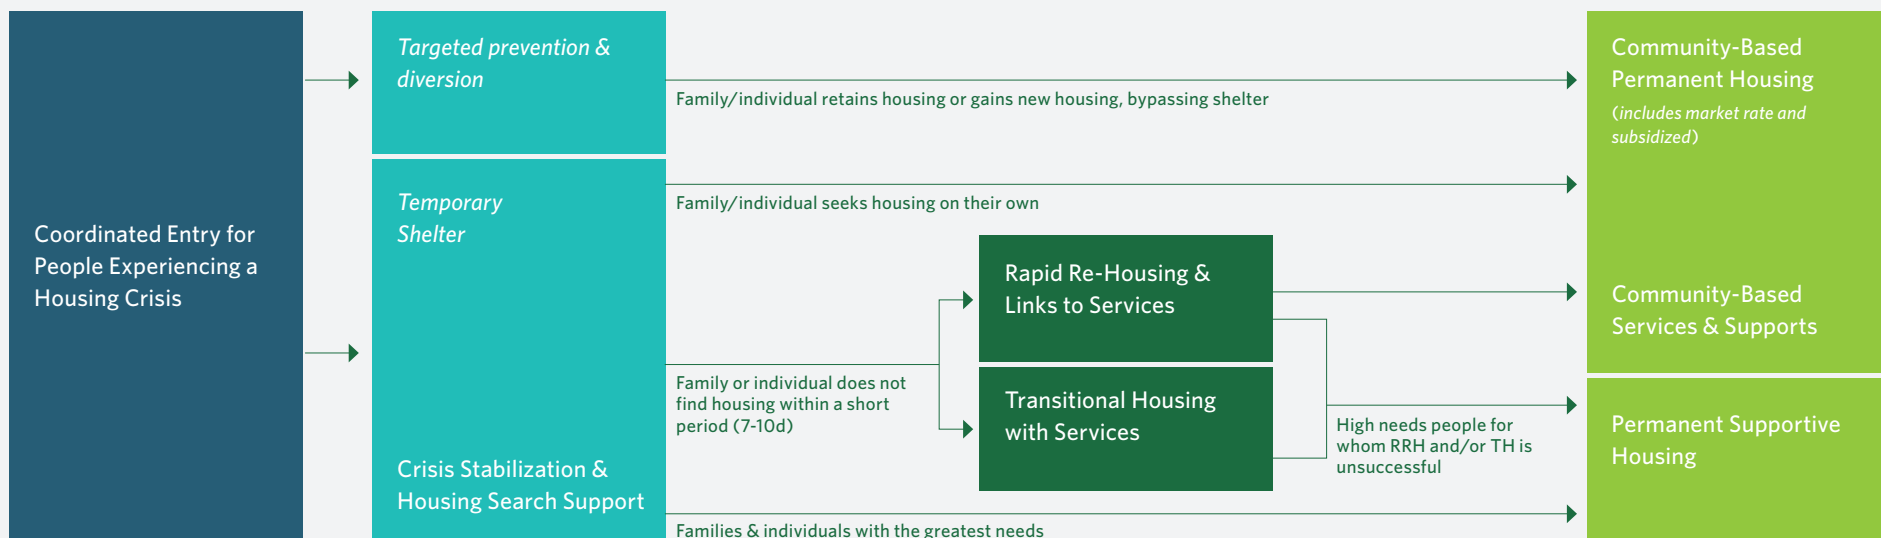 Coordinated Entry for
People Experiencing a
Housing Crisis
Targeted prevention &
diversion
Temporary
Shelter
Crisis Stabilization &
Housing Search Support
Family/individual retains housing or gains new housing, bypassing shelter
Family/individual seeks housing on their own
Family or individual does not
find housing within a short
period (7-10d)
Families & individuals with the greatest needs
Rapid Re-Housing &
Links to Services
Transitional Housing
with Services
High needs people for
whom RRH and/or TH is
unsuccessful
Community-Based
Permanent Housing
(includes market rate and
subsidized)
Community-Based
Services & Supports
Permanent Supportive
Housing